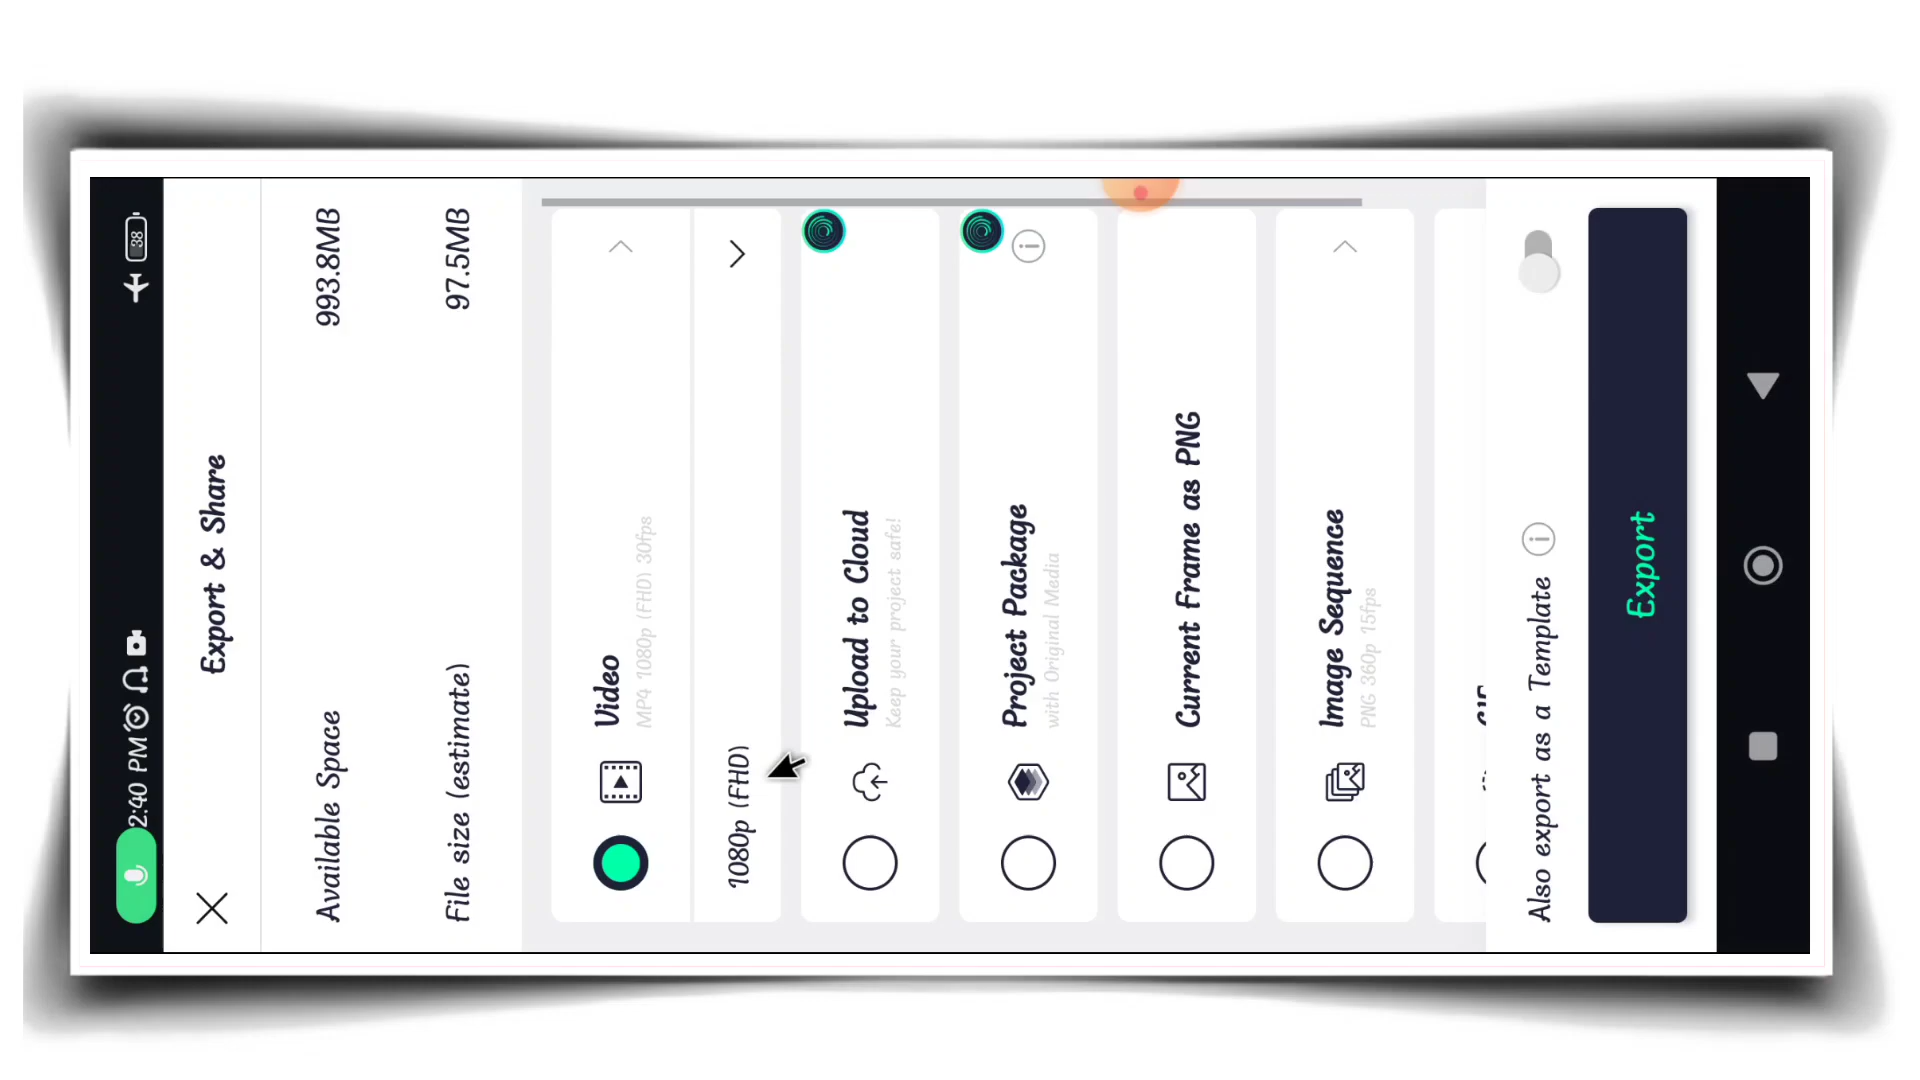 2:40 PM
38
Export & Share
Available Space 993.8MB
File size (estimate) 97.5MB
Video
MP4 1080p (FHD) 30fps
1080p (FHD)
Upload to Cloud
Keep your project safe!
Project Package
with Original Media
Current Frame as PNG
Image Sequence
PNG 360p 15fps
Also export as a Template
Export